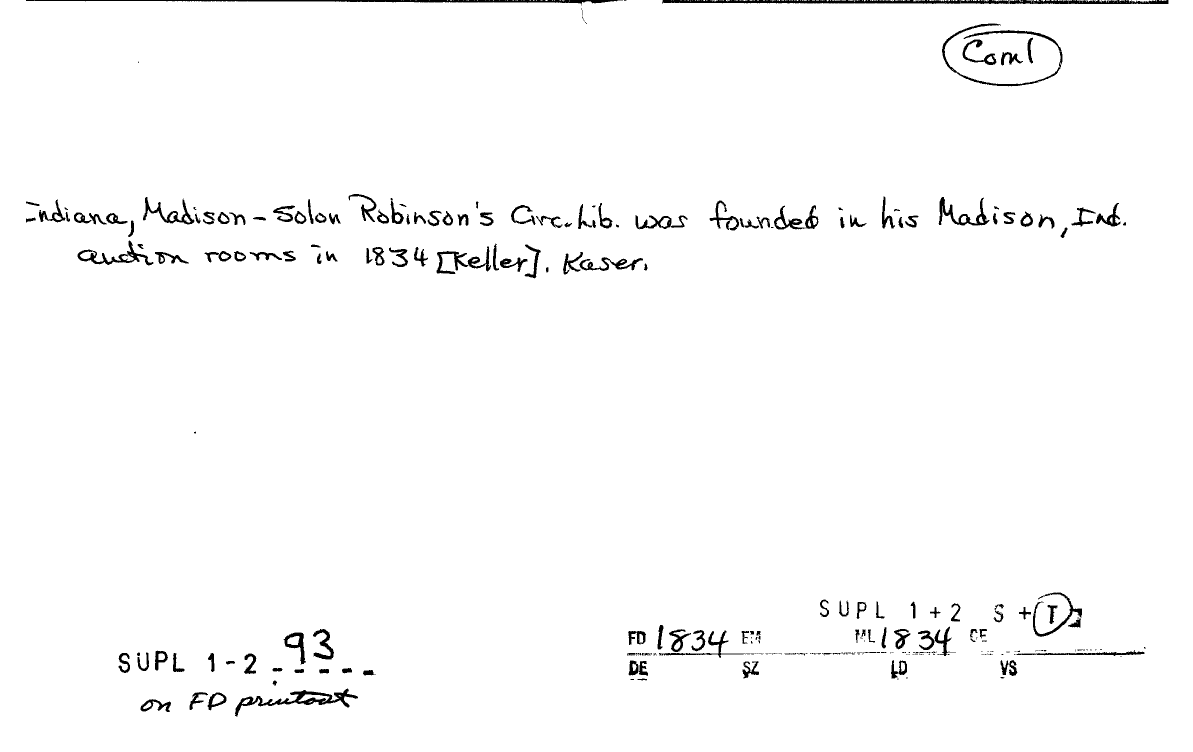 Coml
Indiana, Madison - Solon Robinson's Circ. Lib. was founded in his Madison, Ind.
auction rooms in 1834 [Keller]. Kaser.
SUPL 1+2 S + T
FD 1834 EM ML 1834 CE
DE SZ LD VS
SUPL 1-2 93
on FD printout